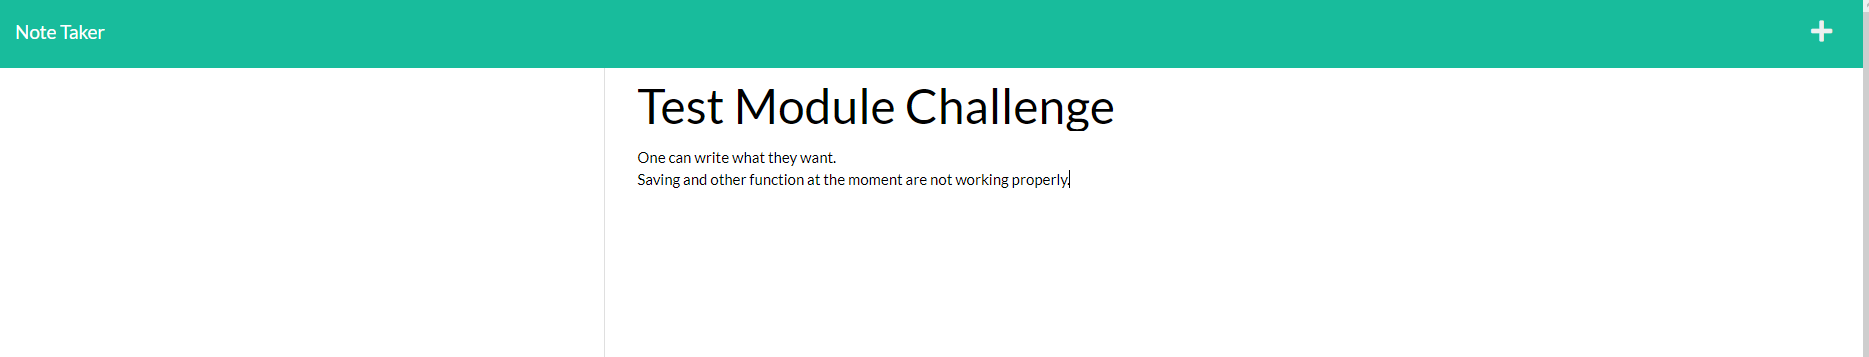 Note Taker
Test Module Challenge
One can write what they want.
Saving and other function at the moment are not working properly.